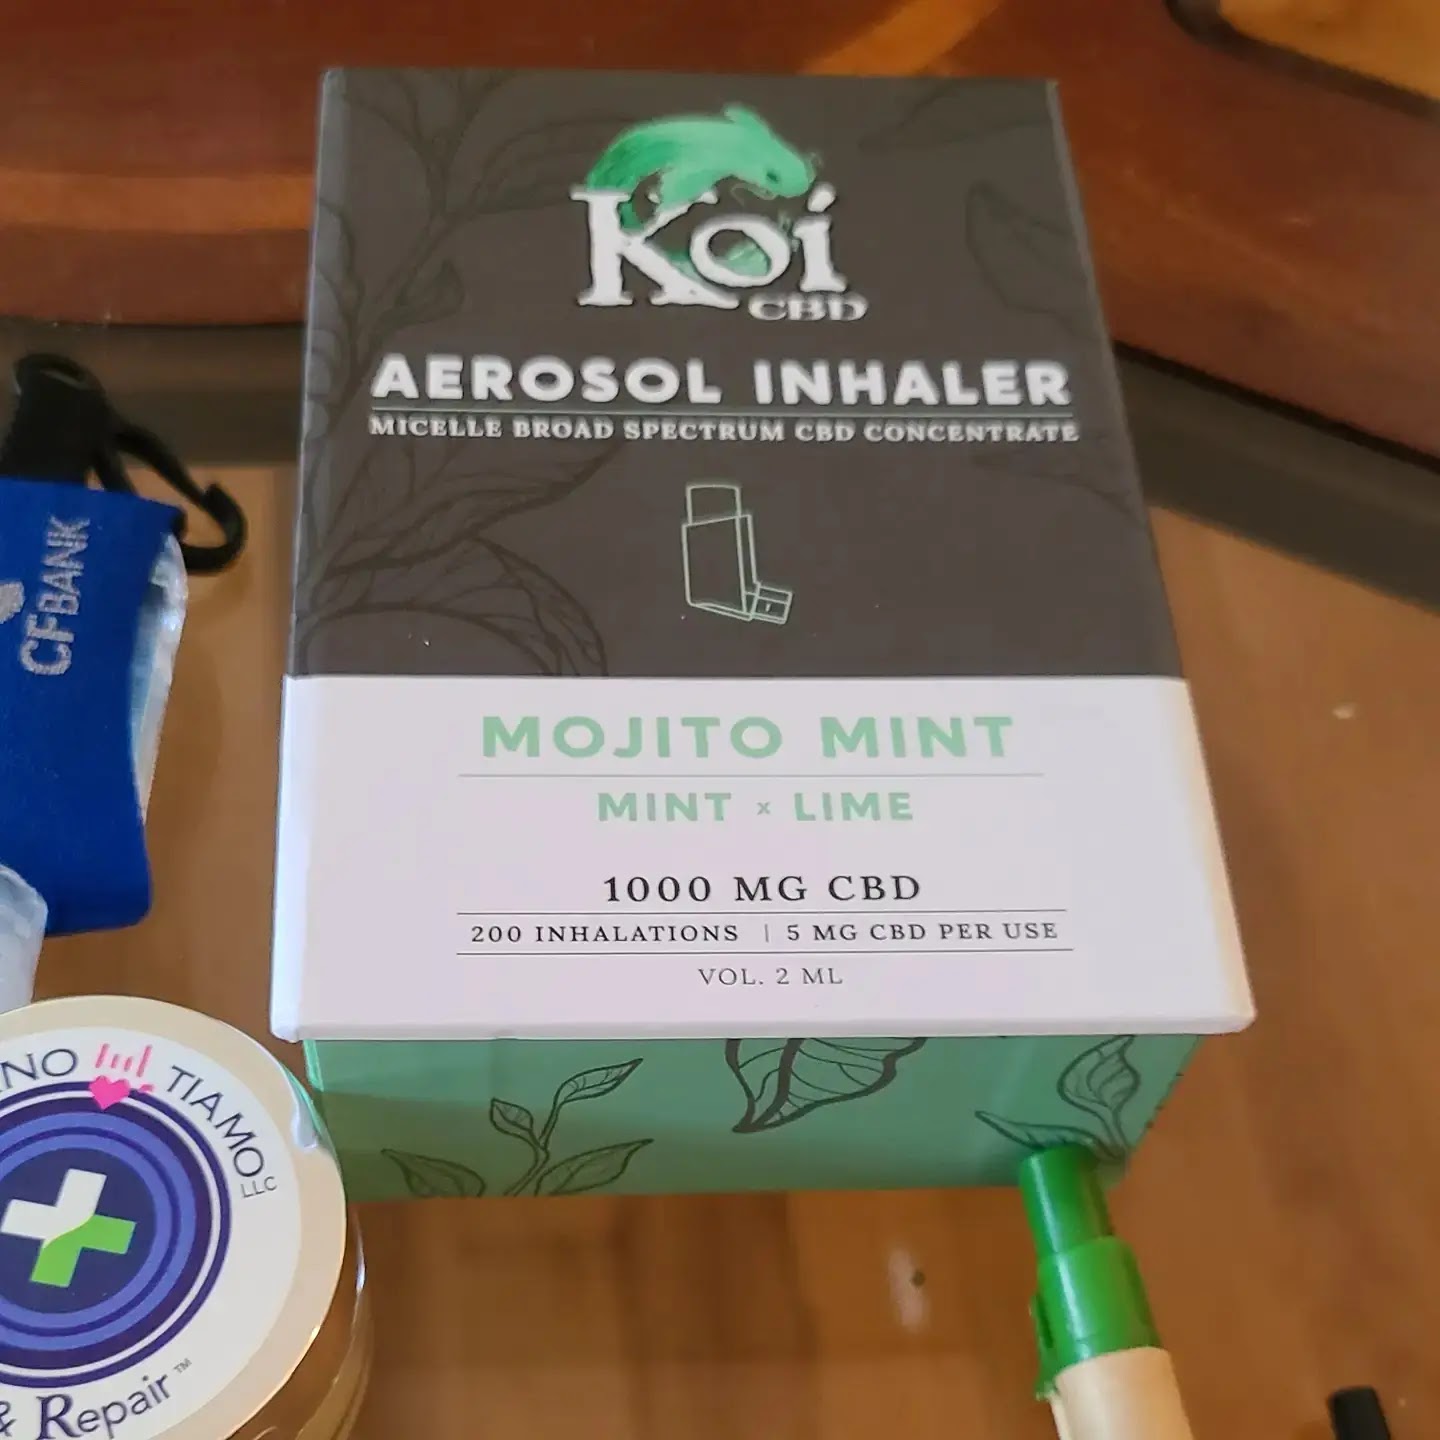 Koi
CBD
AEROSOL INHALER
MICELLE BROAD SPECTRUM CBD CONCENTRATE
MOJITO MINT
MINT x LIME
1000 MG CBD
200 INHALATIONS | 5 MG CBD PER USE
VOL. 2 ML
CFBANK
TIAMO LLC
& Repair™